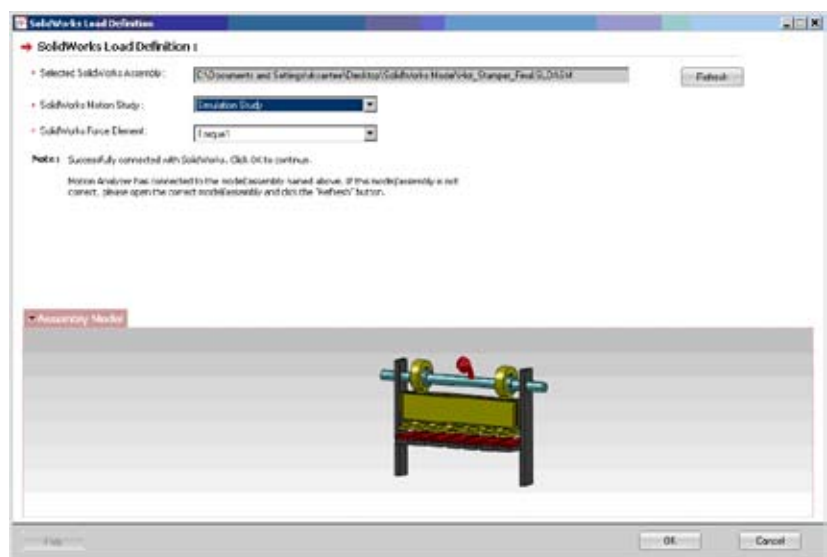 SolidWorks Load Definition
SolidWorks Load Definition :
* Selected SolidWorks Assembly : Refresh
* SolidWorks Motion Study : Simulation Study
* SolidWorks Force Element : Torque1
Note : Successfully connected with SolidWorks. Click OK to continue.
Motion Analyzer has connected to the model/assembly named above. If this model/assembly is not
correct, please open the correct model/assembly and click the "Refresh" button.
Assembly Model
OK Cancel